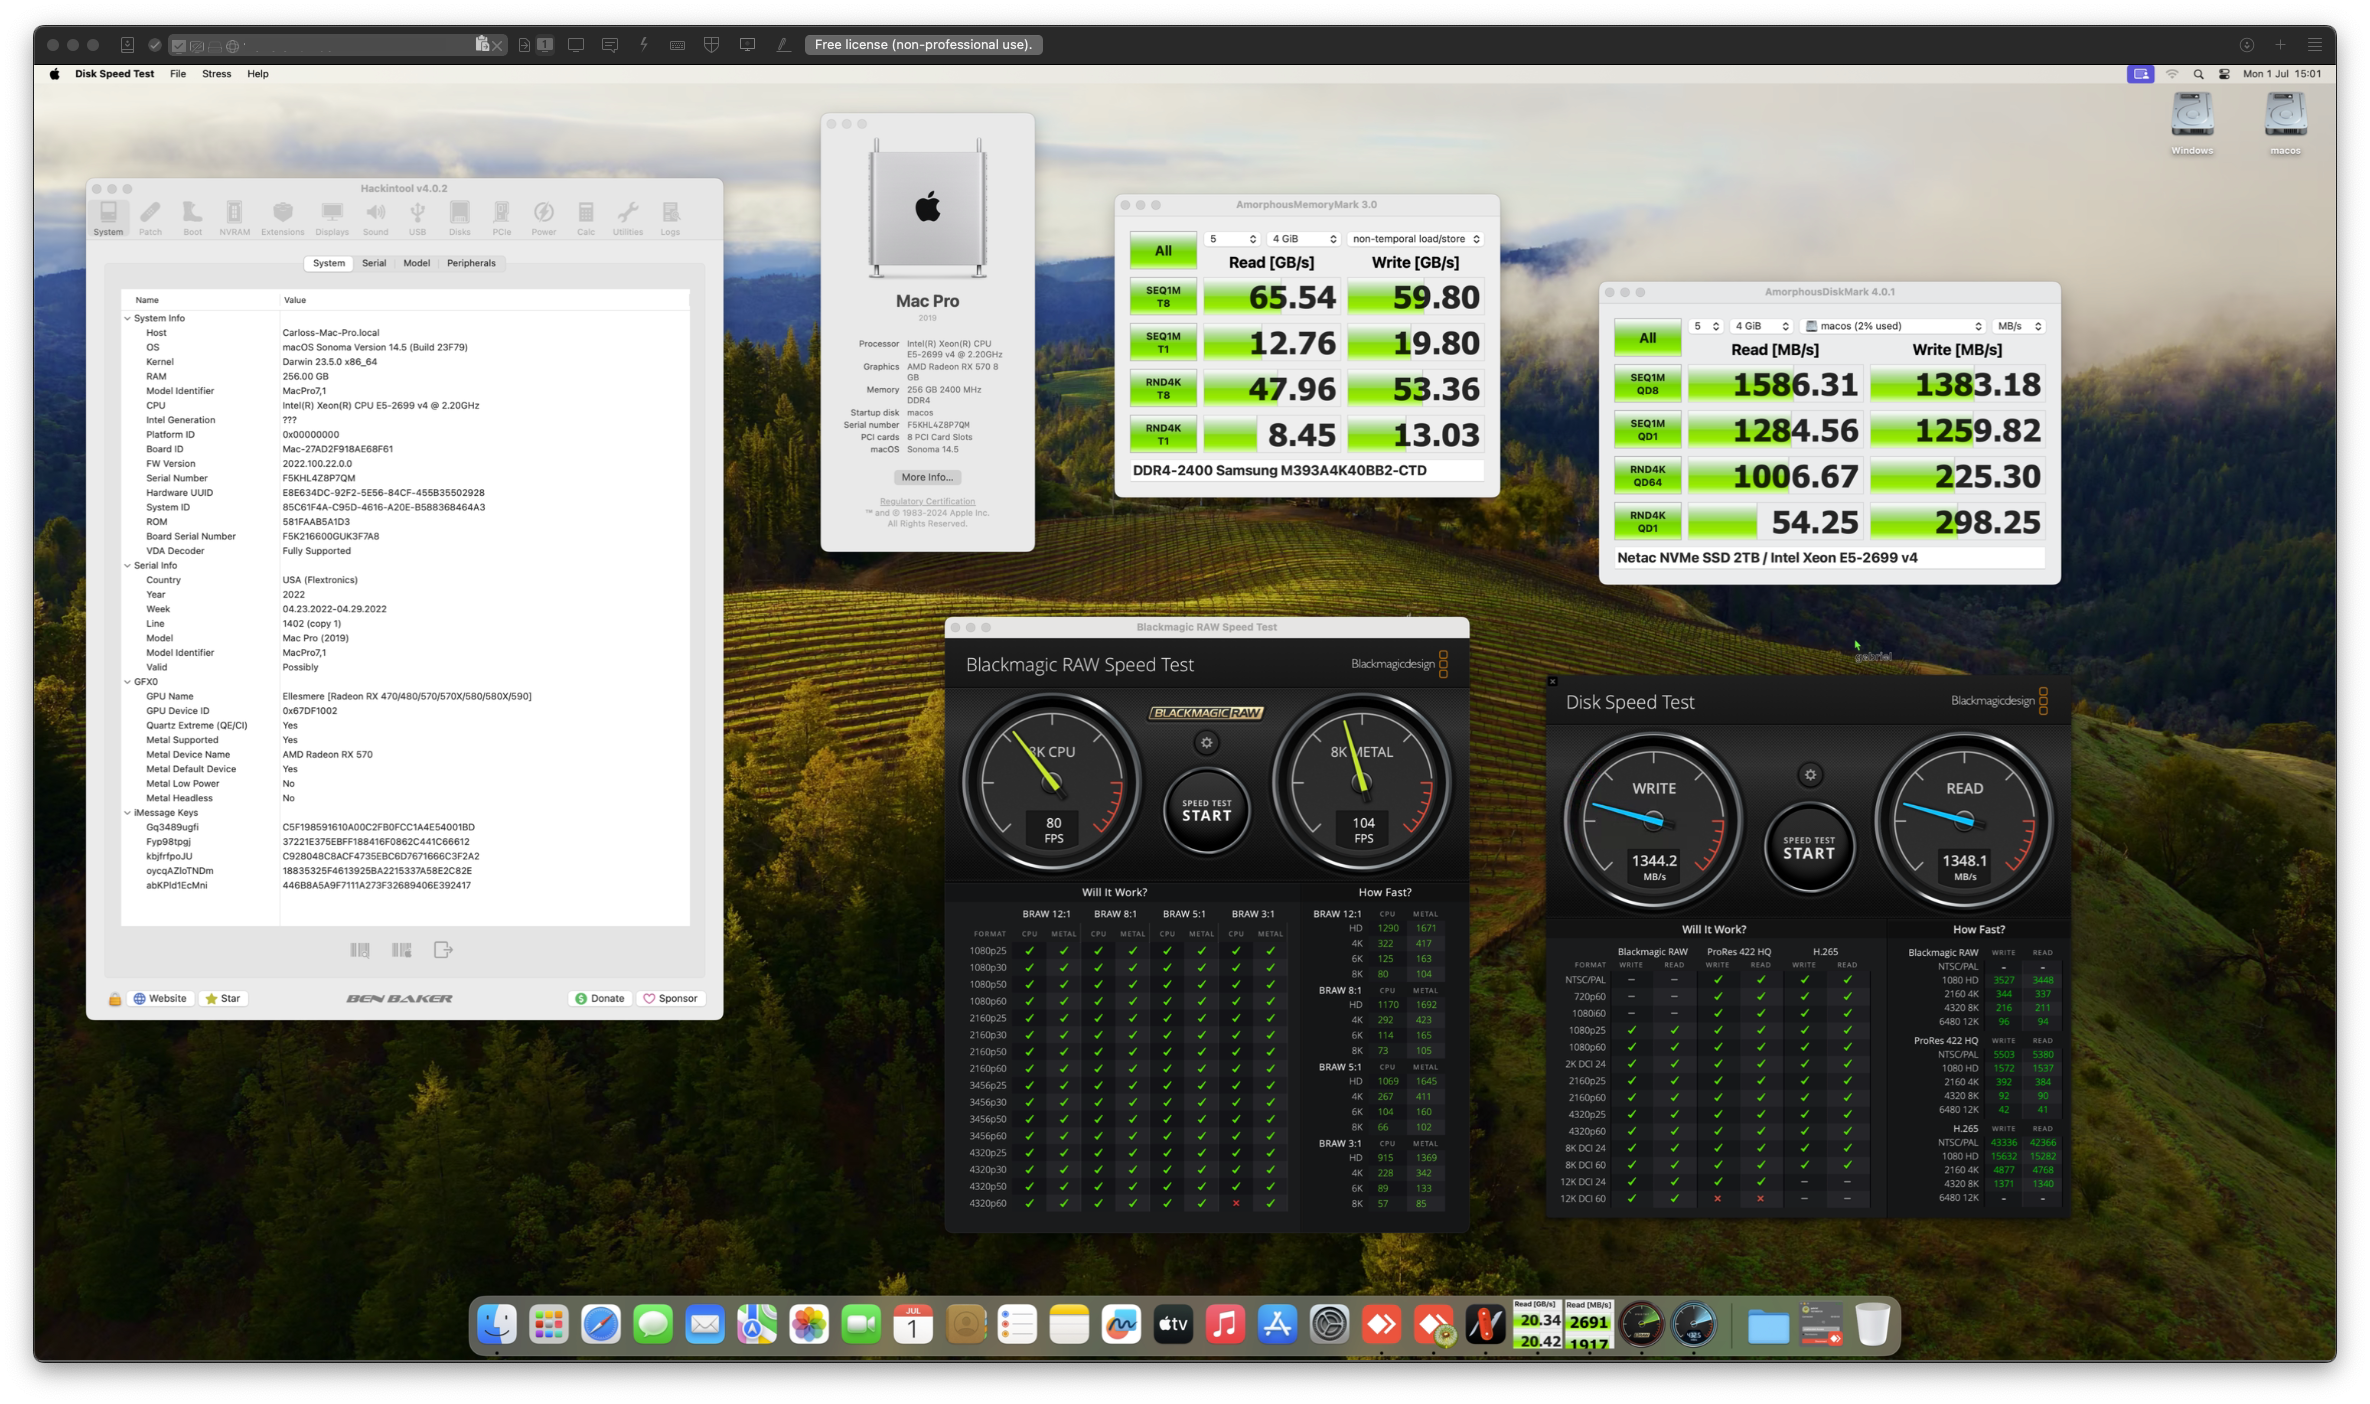 Free license (non-professional use).
Disk Speed Test File Stress Help
Mon 1 Jul 15:01
Windows
macos
Hackintool v4.0.2
System Patch Boot NVRAM Extensions Displays Sound USB Disks PCIe Power Calc Utilities Logs
System Serial Model Peripherals
Name Value
System Info
Host Carloss-Mac-Pro.local
OS macOS Sonoma Version 14.5 (Build 23F79)
Kernel Darwin 23.5.0 x86_64
RAM 256.00 GB
Model Identifier MacPro7,1
CPU Intel(R) Xeon(R) CPU E5-2699 v4 @ 2.20GHz
Intel Generation ???
Platform ID 0x00000000
Board ID Mac-27AD2F918AE68F61
FW Version 2022.100.22.0.0
Serial Number F5KHL4Z8P7QM
Hardware UUID E8E634DC-92F2-5E56-84CF-455B35502928
System ID 85C61F4A-C95D-4616-A20E-B588368464A3
ROM 581FAAB5A1D3
Board Serial Number F5K216600GUK3F7A8
VDA Decoder Fully Supported
Serial Info
Country USA (Flextronics)
Year 2022
Week 04.23.2022-04.29.2022
Line 1402 (copy 1)
Model Mac Pro (2019)
Model Identifier MacPro7,1
Valid Possibly
GFX0
GPU Name Ellesmere [Radeon RX 470/480/570/570X/580/580X/590]
GPU Device ID 0x67DF1002
Quartz Extreme (QE/CI) Yes
Metal Supported Yes
Metal Device Name AMD Radeon RX 570
Metal Default Device Yes
Metal Low Power No
Metal Headless No
iMessage Keys
Gq3489ugfi C5F198591610A00C2FB0FCC1A4E54001BD
Fyp98tpgj 37221E375EBFF188416F0862C441C66612
kbjfrfpoJU C928048C8ACF4735EBC6D7671666C3F2A2
oycqAZloTNDm 18835325F4613925BA2215337A58E2C82E
abKPld1EcMni 446B8A5A9F7111A273F32689406E392417
Website Star BEN BAKER Donate Sponsor
Mac Pro
2019
Processor Intel(R) Xeon(R) CPU
E5-2699 v4 @ 2.20GHz
Graphics AMD Radeon RX 570 8
GB
Memory 256 GB 2400 MHz
DDR4
Startup disk macos
Serial number F5KHL4Z8P7QM
PCI cards 8 PCI Card Slots
macOS Sonoma 14.5
More Info...
Regulatory Certification
™ and © 1983-2024 Apple Inc.
All Rights Reserved.
AmorphousMemoryMark 3.0
All 5 4 GiB non-temporal load/store
Read [GB/s] Write [GB/s]
SEQ1M T8 65.54 59.80
SEQ1M T1 12.76 19.80
RND4K T8 47.96 53.36
RND4K T1 8.45 13.03
DDR4-2400 Samsung M393A4K40BB2-CTD
AmorphousDiskMark 4.0.1
All 5 4 GiB macos (2% used) MB/s
Read [MB/s] Write [MB/s]
SEQ1M QD8 1586.31 1383.18
SEQ1M QD1 1284.56 1259.82
RND4K QD64 1006.67 225.30
RND4K QD1 54.25 298.25
Netac NVMe SSD 2TB / Intel Xeon E5-2699 v4
gabriel
Blackmagic RAW Speed Test
Blackmagic RAW Speed Test Blackmagicdesign
BLACKMAGIC RAW
8K CPU 8K METAL
SPEED TEST
START
80 FPS 104 FPS
Will It Work?
BRAW 12:1 BRAW 8:1 BRAW 5:1 BRAW 3:1
FORMAT CPU METAL CPU METAL CPU METAL CPU METAL
1080p25 ✓ ✓ ✓ ✓ ✓ ✓ ✓ ✓
1080p30 ✓ ✓ ✓ ✓ ✓ ✓ ✓ ✓
1080p50 ✓ ✓ ✓ ✓ ✓ ✓ ✓ ✓
1080p60 ✓ ✓ ✓ ✓ ✓ ✓ ✓ ✓
2160p25 ✓ ✓ ✓ ✓ ✓ ✓ ✓ ✓
2160p30 ✓ ✓ ✓ ✓ ✓ ✓ ✓ ✓
2160p50 ✓ ✓ ✓ ✓ ✓ ✓ ✓ ✓
2160p60 ✓ ✓ ✓ ✓ ✓ ✓ ✓ ✓
3456p25 ✓ ✓ ✓ ✓ ✓ ✓ ✓ ✓
3456p30 ✓ ✓ ✓ ✓ ✓ ✓ ✓ ✓
3456p50 ✓ ✓ ✓ ✓ ✓ ✓ ✓ ✓
3456p60 ✓ ✓ ✓ ✓ ✓ ✓ ✓ ✓
4320p25 ✓ ✓ ✓ ✓ ✓ ✓ ✓ ✓
4320p30 ✓ ✓ ✓ ✓ ✓ ✓ ✓ ✓
4320p50 ✓ ✓ ✓ ✓ ✓ ✓ ✓ ✓
4320p60 ✓ ✓ ✓ ✓ ✓ ✓ × ✓
How Fast?
BRAW 12:1 CPU METAL
HD 1290 1671
4K 322 417
6K 125 163
8K 80 104
BRAW 8:1 CPU METAL
HD 1170 1692
4K 292 423
6K 114 165
8K 73 105
BRAW 5:1 CPU METAL
HD 1069 1645
4K 267 411
6K 104 160
8K 66 102
BRAW 3:1 CPU METAL
HD 915 1369
4K 228 342
6K 89 133
8K 57 85
Disk Speed Test Blackmagicdesign
WRITE READ
SPEED TEST
START
1344.2 MB/s 1348.1 MB/s
Will It Work?
Blackmagic RAW ProRes 422 HQ H.265
FORMAT WRITE READ WRITE READ WRITE READ
NTSC/PAL – – ✓ ✓ ✓ ✓
720p60 – – ✓ ✓ ✓ ✓
1080i60 – – ✓ ✓ ✓ ✓
1080p25 ✓ ✓ ✓ ✓ ✓ ✓
1080p60 ✓ ✓ ✓ ✓ ✓ ✓
2K DCI 24 ✓ ✓ ✓ ✓ ✓ ✓
2160p25 ✓ ✓ ✓ ✓ ✓ ✓
2160p60 ✓ ✓ ✓ ✓ ✓ ✓
4320p25 ✓ ✓ ✓ ✓ ✓ ✓
4320p60 ✓ ✓ ✓ ✓ ✓ ✓
8K DCI 24 ✓ ✓ ✓ ✓ ✓ ✓
8K DCI 60 ✓ ✓ ✓ ✓ ✓ ✓
12K DCI 24 ✓ ✓ ✓ ✓ – –
12K DCI 60 ✓ ✓ × × – –
How Fast?
Blackmagic RAW WRITE READ
NTSC/PAL - -
1080 HD 3527 3448
2160 4K 344 337
4320 8K 216 211
6480 12K 96 94
ProRes 422 HQ WRITE READ
NTSC/PAL 5503 5380
1080 HD 1572 1537
2160 4K 392 384
4320 8K 92 90
6480 12K 42 41
H.265 WRITE READ
NTSC/PAL 43336 42366
1080 HD 15632 15282
2160 4K 4877 4768
4320 8K 1371 1340
6480 12K - -
JUL
1
tv
Read [GB/s] Read [MB/s]
20.34 2691
20.42 1917